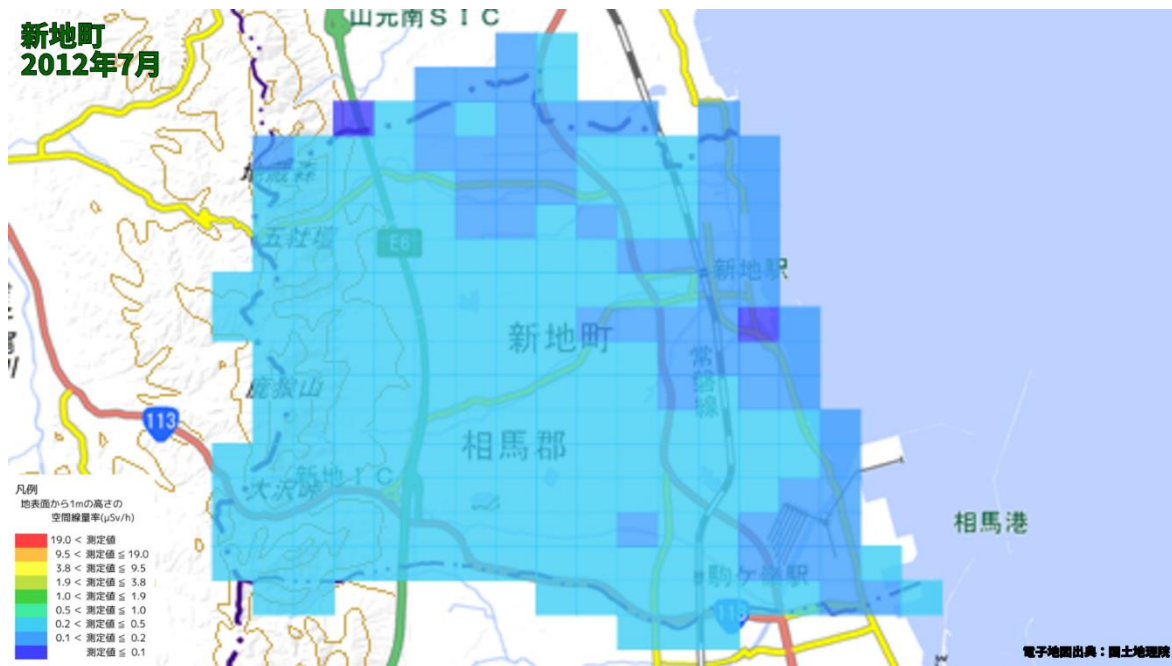 新地町
2012年7月
山元南ＳＩＣ
五社壇
E6
新地駅
新地町
常磐線
鹿狼山
113
相馬郡
新地ＩＣ
大沢峠
相馬港
駒ケ嶺駅
113
凡例
地表面から1mの高さの
空間線量率(μSv/h)
19.0 < 測定値
9.5 < 測定値 ≦ 19.0
3.8 < 測定値 ≦ 9.5
1.9 < 測定値 ≦ 3.8
1.0 < 測定値 ≦ 1.9
0.5 < 測定値 ≦ 1.0
0.2 < 測定値 ≦ 0.5
0.1 < 測定値 ≦ 0.2
測定値 ≦ 0.1
電子地図出典：国土地理院